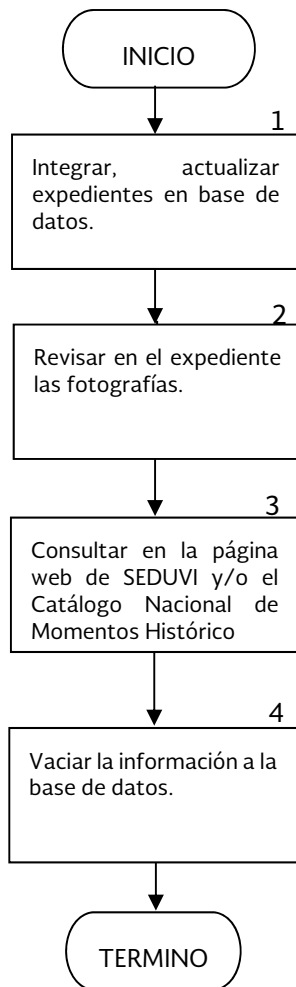 INICIO
1
Integrar, actualizar
expedientes en base de
datos.
2
Revisar en el expediente
las fotografías.
3
Consultar en la página
web de SEDUVI y/o el
Catálogo Nacional de
Momentos Histórico
4
Vaciar la información a la
base de datos.
TERMINO